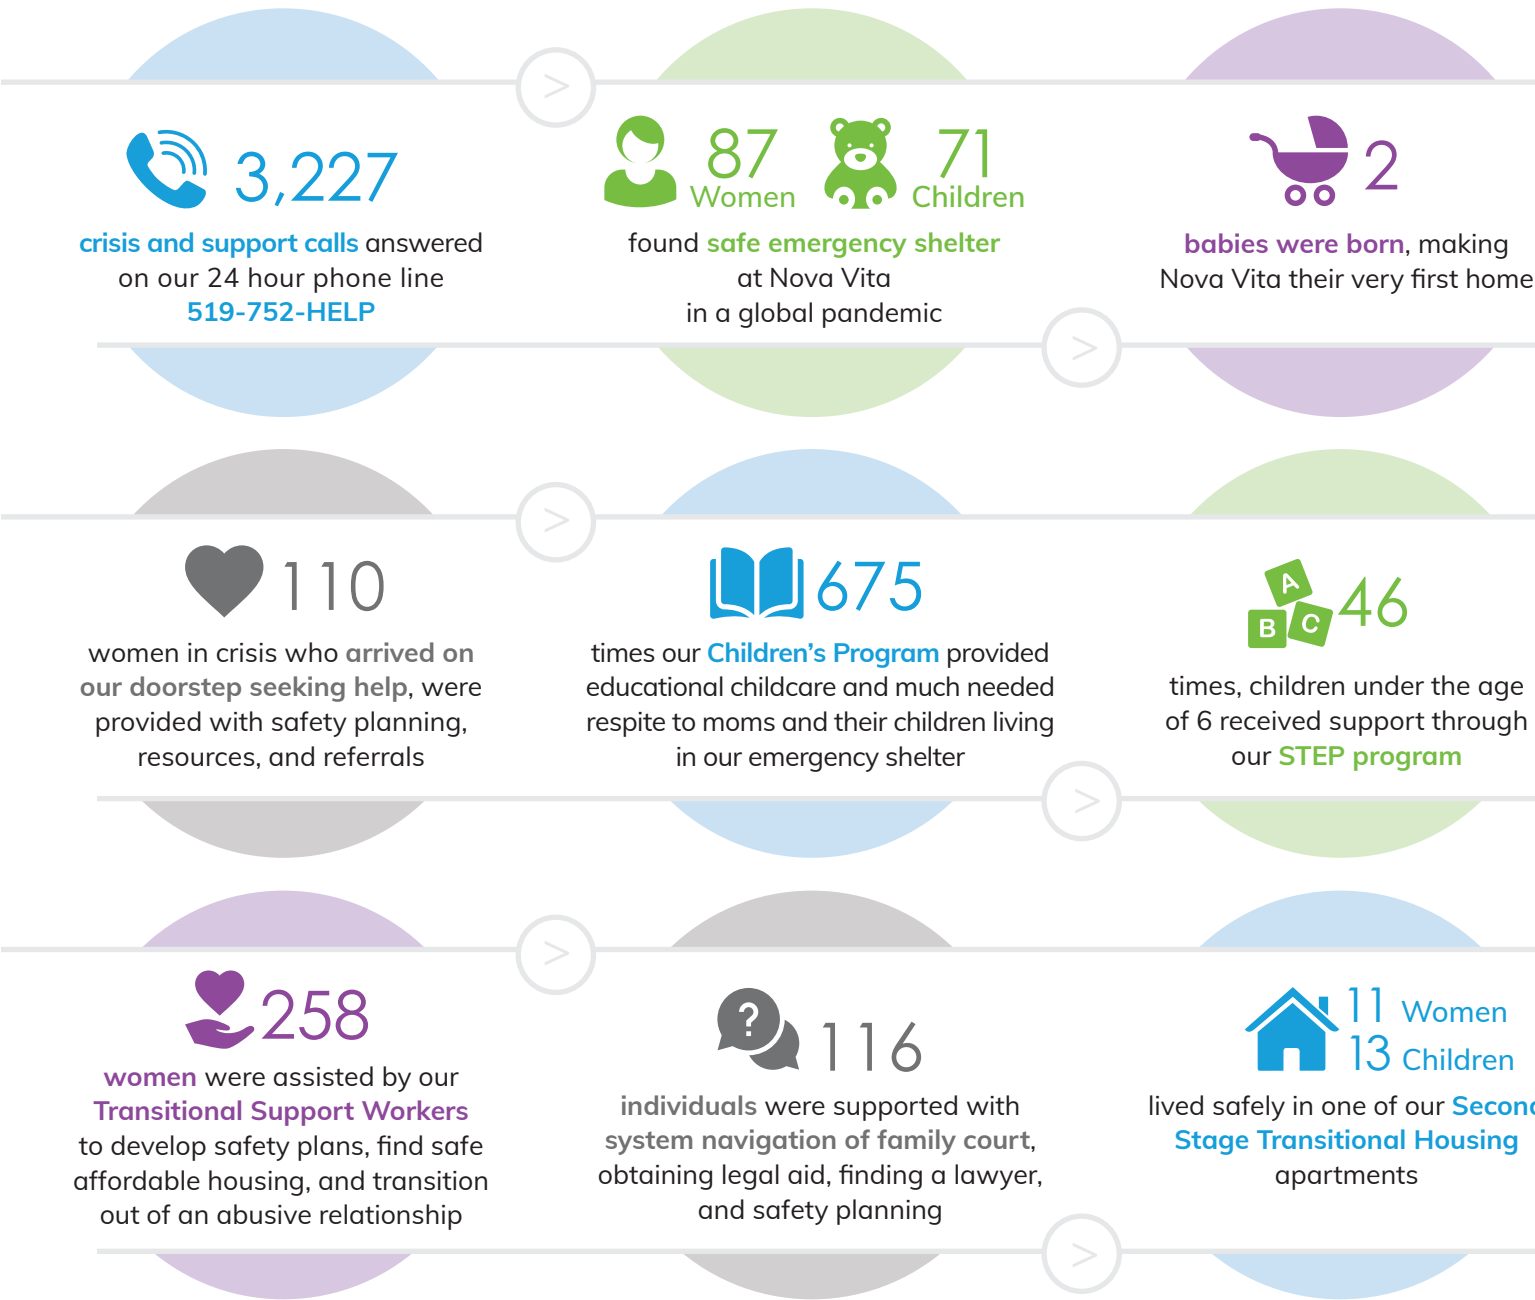 3,227
crisis and support calls answered
on our 24 hour phone line
519-752-HELP
>
87
Women
71
Children
found safe emergency shelter
at Nova Vita
in a global pandemic
>
2
babies were born, making
Nova Vita their very first home
110
women in crisis who arrived on
our doorstep seeking help, were
provided with safety planning,
resources, and referrals
>
675
times our Children’s Program provided
educational childcare and much needed
respite to moms and their children living
in our emergency shelter
>
A
B C
46
times, children under the age
of 6 received support through
our STEP program
258
women were assisted by our
Transitional Support Workers
to develop safety plans, find safe
affordable housing, and transition
out of an abusive relationship
>
?
116
individuals were supported with
system navigation of family court,
obtaining legal aid, finding a lawyer,
and safety planning
>
11 Women
13 Children
lived safely in one of our Secon
Stage Transitional Housing
apartments